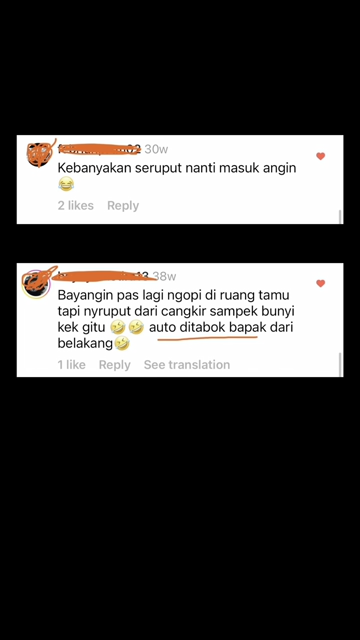 30w
Kebanyakan seruput nanti masuk angin
😂
2 likes Reply
38w
Bayangin pas lagi ngopi di ruang tamu
tapi nyruput dari cangkir sampek bunyi
kek gitu 🤣 🤣 auto ditabok bapak dari
belakang🤣
1 like Reply See translation